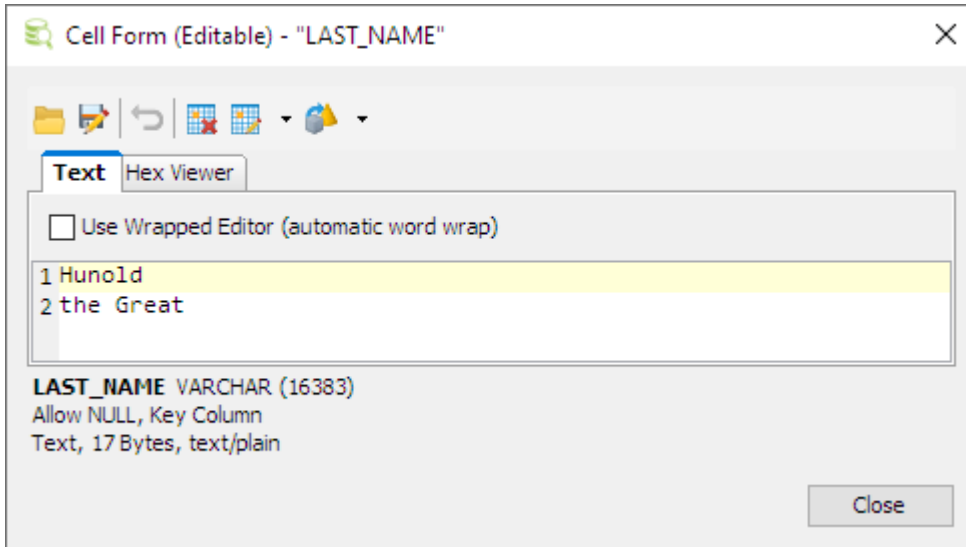 Cell Form (Editable) - "LAST_NAME"
Text Hex Viewer
Use Wrapped Editor (automatic word wrap)
1 Hunold
2 the Great
LAST_NAME VARCHAR (16383)
Allow NULL, Key Column
Text, 17 Bytes, text/plain
Close